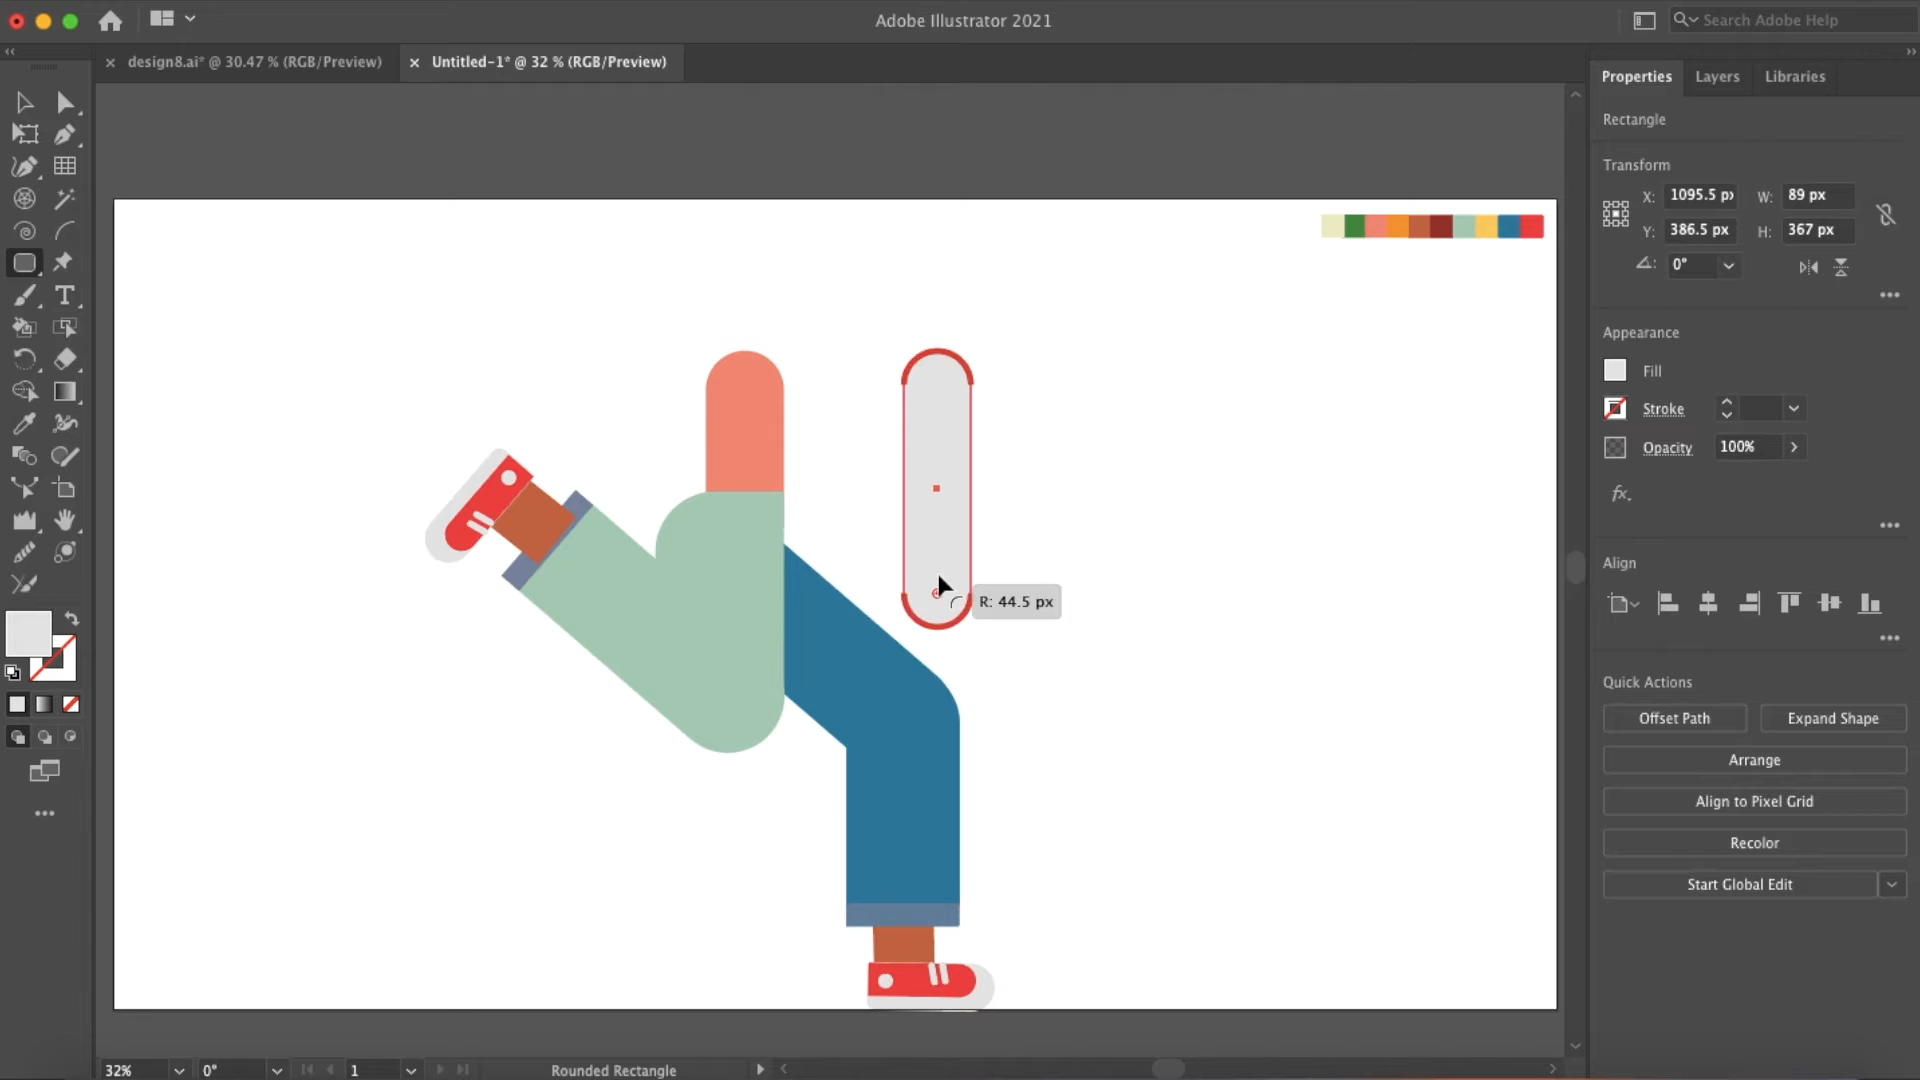 Adobe Illustrator 2021
Search Adobe Help
design8.ai* @ 30.47 % (RGB/Preview)
Untitled-1* @ 32 % (RGB/Preview)
Properties
Layers
Libraries
Rectangle
Transform
X: 1095.5 p
W: 89 px
Y: 386.5 px
H: 367 px
0°
Appearance
Fill
Stroke
Opacity
100%
fx.
R: 44.5 px
Align
Quick Actions
Offset Path
Expand Shape
Arrange
Align to Pixel Grid
Recolor
Start Global Edit
32%
0°
1
Rounded Rectangle